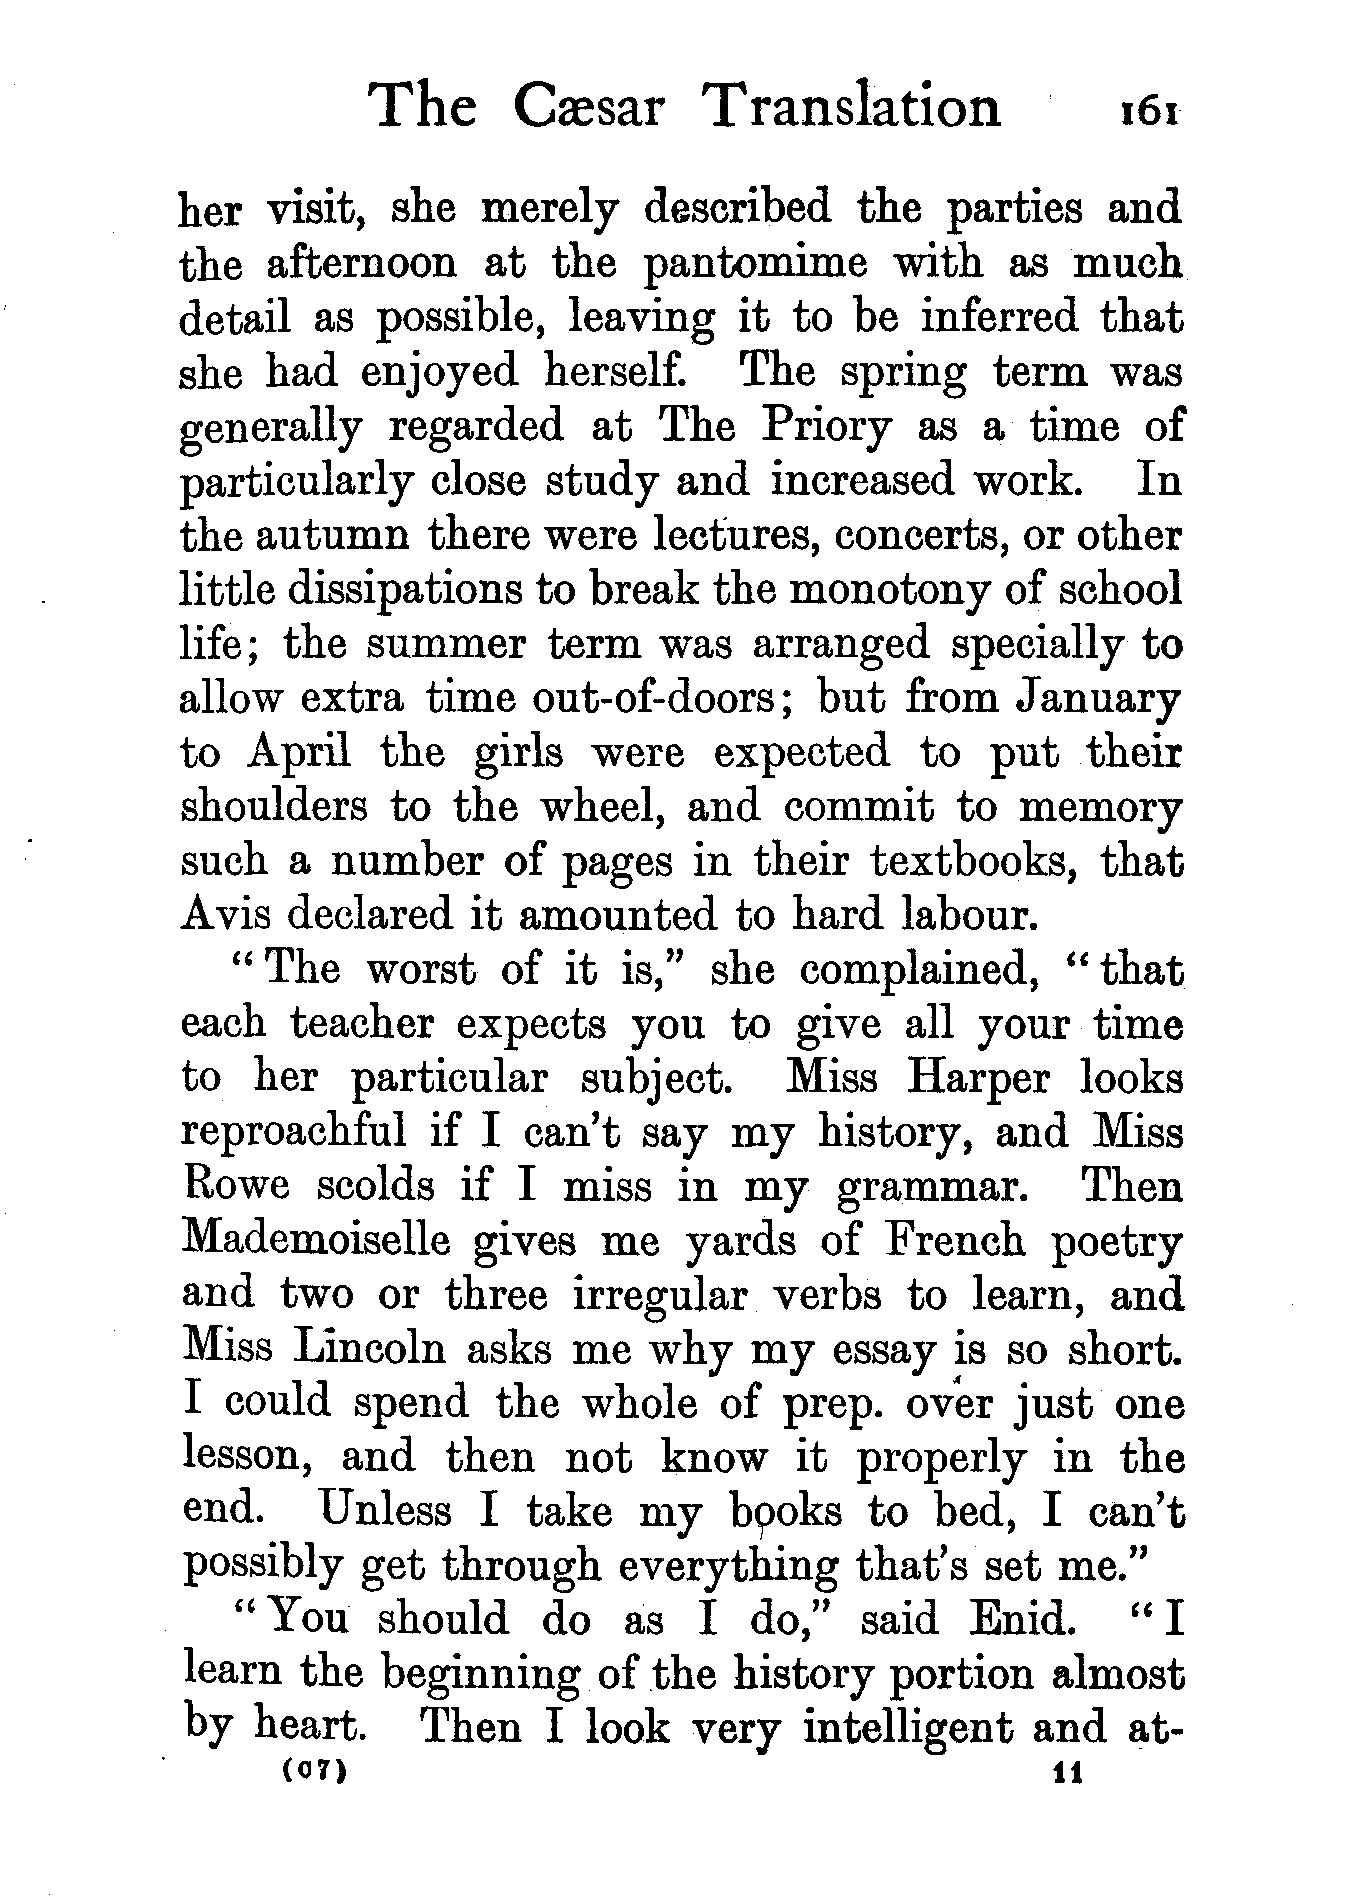 The Cæsar Translation 161
her visit, she merely described the parties and
the afternoon at the pantomime with as much
detail as possible, leaving it to be inferred that
she had enjoyed herself. The spring term was
generally regarded at The Priory as a time of
particularly close study and increased work. In
the autumn there were lectures, concerts, or other
little dissipations to break the monotony of school
life; the summer term was arranged specially to
allow extra time out-of-doors; but from January
to April the girls were expected to put their
shoulders to the wheel, and commit to memory
such a number of pages in their textbooks, that
Avis declared it amounted to hard labour.
“The worst of it is,” she complained, “that
each teacher expects you to give all your time
to her particular subject. Miss Harper looks
reproachful if I can’t say my history, and Miss
Rowe scolds if I miss in my grammar. Then
Mademoiselle gives me yards of French poetry
and two or three irregular verbs to learn, and
Miss Lincoln asks me why my essay is so short.
I could spend the whole of prep. over just one
lesson, and then not know it properly in the
end. Unless I take my books to bed, I can’t
possibly get through everything that’s set me.”
“You should do as I do,” said Enid. “I
learn the beginning of the history portion almost
by heart. Then I look very intelligent and at-
(C7) 11